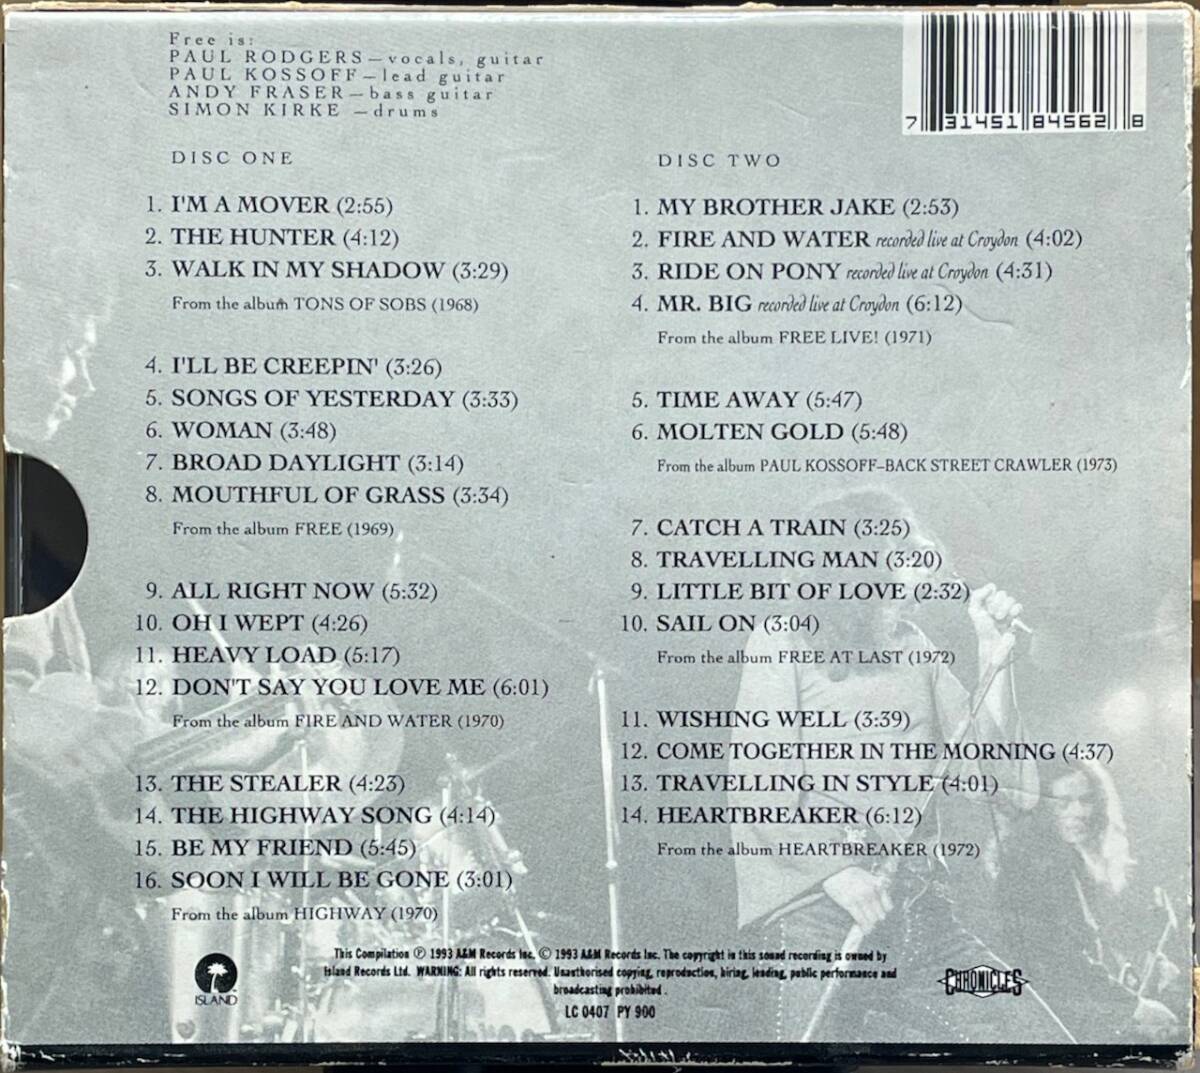 Free is:
PAUL RODGERS—vocals, guitar
PAUL KOSSOFF—lead guitar
ANDY FRASER—bass guitar
SIMON KIRKE —drums
7 31451 84562 8
DISC ONE
1. I'M A MOVER (2:55)
2. THE HUNTER (4:12)
3. WALK IN MY SHADOW (3:29)
From the album TONS OF SOBS (1968)
4. I'LL BE CREEPIN' (3:26)
5. SONGS OF YESTERDAY (3:33)
6. WOMAN (3:48)
7. BROAD DAYLIGHT (3:14)
8. MOUTHFUL OF GRASS (3:34)
From the album FREE (1969)
9. ALL RIGHT NOW (5:32)
10. OH I WEPT (4:26)
11. HEAVY LOAD (5:17)
12. DON'T SAY YOU LOVE ME (6:01)
From the album FIRE AND WATER (1970)
13. THE STEALER (4:23)
14. THE HIGHWAY SONG (4:14)
15. BE MY FRIEND (5:45)
16. SOON I WILL BE GONE (3:01)
From the album HIGHWAY (1970)
DISC TWO
1. MY BROTHER JAKE (2:53)
2. FIRE AND WATER recorded live at Croydon (4:02)
3. RIDE ON PONY recorded live at Croydon (4:31)
4. MR. BIG recorded live at Croydon (6:12)
From the album FREE LIVE! (1971)
5. TIME AWAY (5:47)
6. MOLTEN GOLD (5:48)
From the album PAUL KOSSOFF–BACK STREET CRAWLER (1973)
7. CATCH A TRAIN (3:25)
8. TRAVELLING MAN (3:20)
9. LITTLE BIT OF LOVE (2:32)
10. SAIL ON (3:04)
From the album FREE AT LAST (1972)
11. WISHING WELL (3:39)
12. COME TOGETHER IN THE MORNING (4:37)
13. TRAVELLING IN STYLE (4:01)
14. HEARTBREAKER (6:12)
From the album HEARTBREAKER (1972)
ISLAND
This Compilation ℗ 1993 A&M Records Inc. © 1993 A&M Records Inc. The copyright in this sound recording is owned by
Island Records Ltd. WARNING: All rights reserved. Unauthorised copying, reproduction, hiring, lending, public performance and
broadcasting prohibited .
LC 0407 PY 900
CHRONICLES